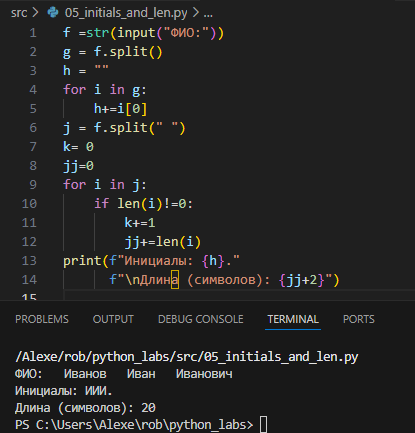 src > 05_initials_and_len.py > ...
1 f =str(input("ФИО:"))
2 g = f.split()
3 h = ""
4 for i in g:
5     h+=i[0]
6 j = f.split(" ")
7 k= 0
8 jj=0
9 for i in j:
10     if len(i)!=0:
11         k+=1
12         jj+=len(i)
13 print(f"Инициалы: {h}."
14       f"\nДлина (символов): {jj+2}")
15
PROBLEMS OUTPUT DEBUG CONSOLE TERMINAL PORTS
/Alexe/rob/python_labs/src/05_initials_and_len.py
ФИО:   Иванов   Иван   Иванович
Инициалы: ИИИ.
Длина (символов): 20
PS C:\Users\Alexe\rob\python_labs>